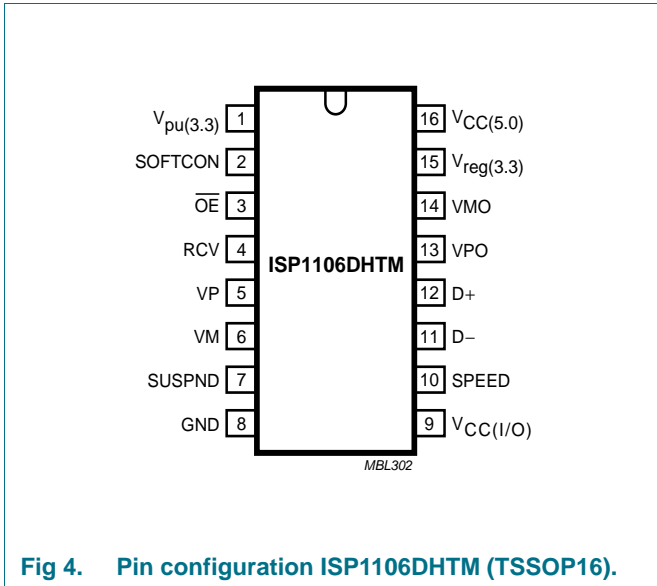 Vpu(3.3) 1 16 VCC(5.0)
SOFTCON 2 15 Vreg(3.3)
O̅E̅ 3 14 VMO
RCV 4 13 VPO
ISP1106DHTM
VP 5 12 D+
VM 6 11 D−
SUSPND 7 10 SPEED
GND 8 9 VCC(I/O)
MBL302
Fig 4. Pin configuration ISP1106DHTM (TSSOP16).